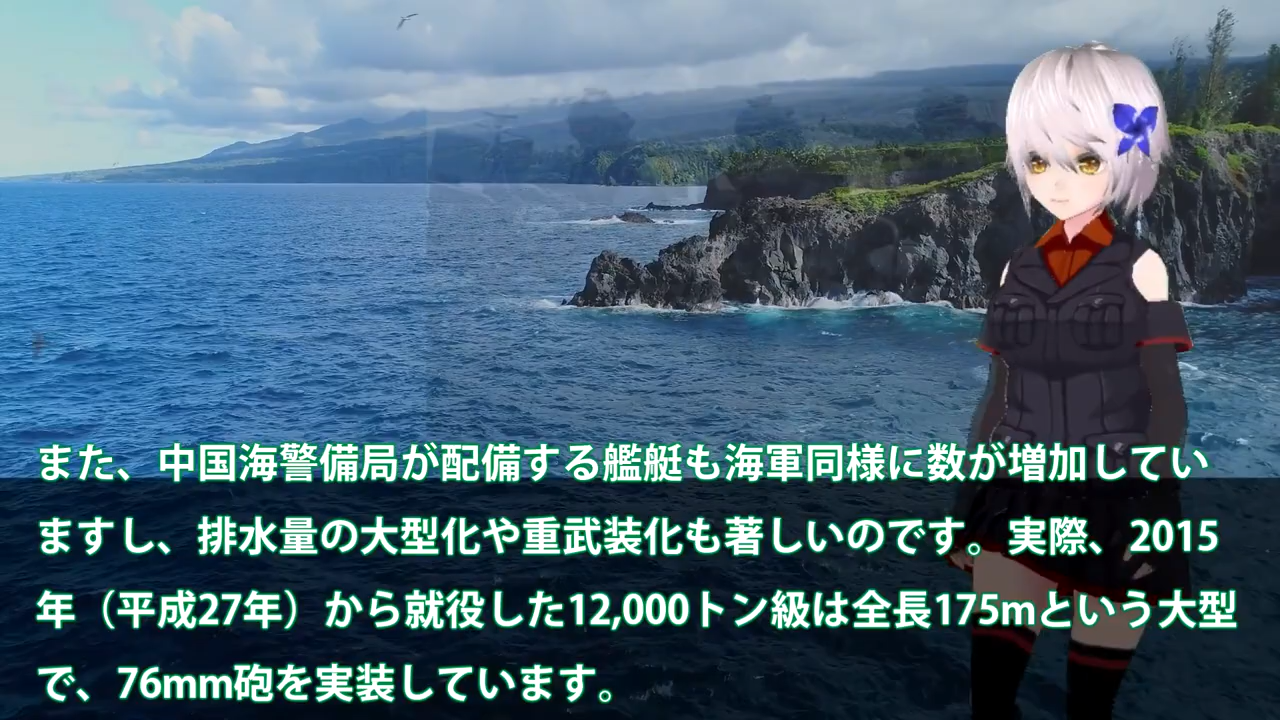 また、中国海警備局が配備する艦艇も海軍同様に数が増加してい
ますし、排水量の大型化や重武装化も著しいのです。実際、2015
年（平成27年）から就役した12,000トン級は全長175mという大型
で、76mm砲を実装しています。